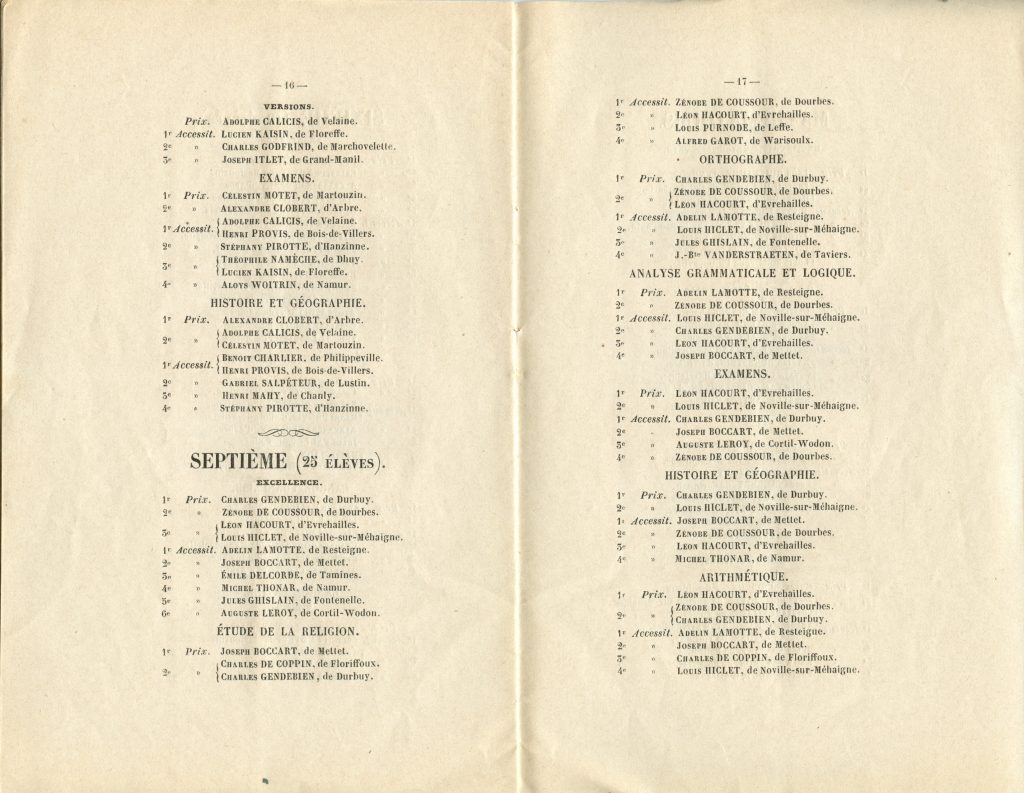 — 16 —
VERSIONS.
Prix. ADOLPHE CALICIS, de Velaine.
1r Accessit. LUCIEN KAISIN, de Floreffe.
2e » CHARLES GODFRIND, de Marchovelette.
3e » JOSEPH ITLET, de Grand-Manil.
EXAMENS.
1r Prix. CÉLESTIN MOTET, de Martouzin.
2e » ALEXANDRE CLOBERT, d'Arbre.
1r Accessit. { ADOLPHE CALICIS, de Velaine.
{ HENRI PROVIS, de Bois-de-Villers.
2e » STÉPHANY PIROTTE, d'Hanzinne.
3e » { THÉOPHILE NAMÈCHE, de Dhuy.
{ LUCIEN KAISIN, de Floreffe.
4e » ALOYS WOITRIN, de Namur.
HISTOIRE ET GÉOGRAPHIE.
1r Prix. ALEXANDRE CLOBERT, d'Arbre.
2e » { ADOLPHE CALICIS, de Velaine.
{ CÉLESTIN MOTET, de Martouzin.
1r Accessit. { BENOIT CHARLIER, de Philippeville.
{ HENRI PROVIS, de Bois-de-Villers.
2e » GABRIEL SALPÉTEUR, de Lustin.
3e » HENRI MAHY, de Chanly.
4e » STÉPHANY PIROTTE, d'Hanzinne.
SEPTIÈME (25 ÉLÈVES).
EXCELLENCE.
1r Prix. CHARLES GENDEBIEN, de Durbuy.
2e » ZÉNOBE DE COUSSOUR, de Dourbes.
3e » { LÉON HACOURT, d'Evrehailles.
{ LOUIS HICLET, de Noville-sur-Méhaigne.
1r Accessit. ADELIN LAMOTTE, de Resteigne.
2e » JOSEPH BOCCART, de Mettet.
3e » ÉMILE DELCORDE, de Tamines.
4e » MICHEL THONAR, de Namur.
5e » JULES GHISLAIN, de Fontenelle.
6e » AUGUSTE LEROY, de Cortil-Wodon.
ÉTUDE DE LA RELIGION.
1r Prix. JOSEPH BOCCART, de Mettet.
2e » { CHARLES DE COPPIN, de Floriffoux.
{ CHARLES GENDEBIEN, de Durbuy.
— 17 —
1r Accessit. ZÉNOBE DE COUSSOUR, de Dourbes.
2e » LÉON HACOURT, d'Evrehailles.
3e » LOUIS PURNODE, de Leffe.
4e » ALFRED GAROT, de Warisoulx.
ORTHOGRAPHE.
1r Prix. CHARLES GENDEBIEN, de Durbuy.
2e » { ZÉNOBE DE COUSSOUR, de Dourbes.
{ LÉON HACOURT, d'Evrehailles.
1r Accessit. ADELIN LAMOTTE, de Resteigne.
2e » LOUIS HICLET, de Noville-sur-Méhaigne.
3e » JULES GHISLAIN, de Fontenelle.
4e » J.-Bte VANDERSTRAETEN, de Taviers.
ANALYSE GRAMMATICALE ET LOGIQUE.
1r Prix. ADELIN LAMOTTE, de Resteigne.
2e » ZÉNOBE DE COUSSOUR, de Dourbes.
1r Accessit. LOUIS HICLET, de Noville-sur-Méhaigne.
2e » CHARLES GENDEBIEN, de Durbuy.
3e » LÉON HACOURT, d'Evrehailles.
4e » JOSEPH BOCCART, de Mettet.
EXAMENS.
1r Prix. LÉON HACOURT, d'Evrehailles.
2e » LOUIS HICLET, de Noville-sur-Méhaigne.
1r Accessit. CHARLES GENDEBIEN, de Durbuy.
2e » JOSEPH BOCCART, de Mettet.
3e » AUGUSTE LEROY, de Cortil-Wodon.
4e » ZÉNOBE DE COUSSOUR, de Dourbes.
HISTOIRE ET GÉOGRAPHIE.
1r Prix. CHARLES GENDEBIEN, de Durbuy.
2e » LOUIS HICLET, de Noville-sur-Méhaigne.
1r Accessit. JOSEPH BOCCART, de Mettet.
2e » ZÉNOBE DE COUSSOUR, de Dourbes.
3e » LÉON HACOURT, d'Evrehailles.
4e » MICHEL THONAR, de Namur.
ARITHMÉTIQUE.
1r Prix. LÉON HACOURT, d'Evrehailles.
2e » { ZÉNOBE DE COUSSOUR, de Dourbes.
{ CHARLES GENDEBIEN, de Durbuy.
1r Accessit. ADELIN LAMOTTE, de Resteigne.
2e » JOSEPH BOCCART, de Mettet.
3e » CHARLES DE COPPIN, de Floriffoux.
4e » LOUIS HICLET, de Noville-sur-Méhaigne.